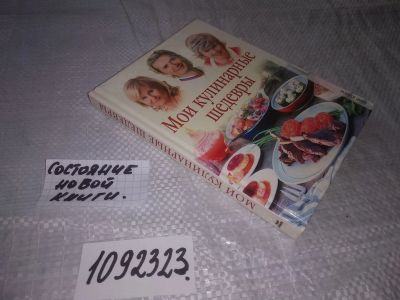 Мои кулинарные
шедевры
МОИ КУЛИНАРНЫЕ ШЕДЕВРЫ
СОСТОЯНИЕ
НОВОЙ
КНИГИ.
1092323.